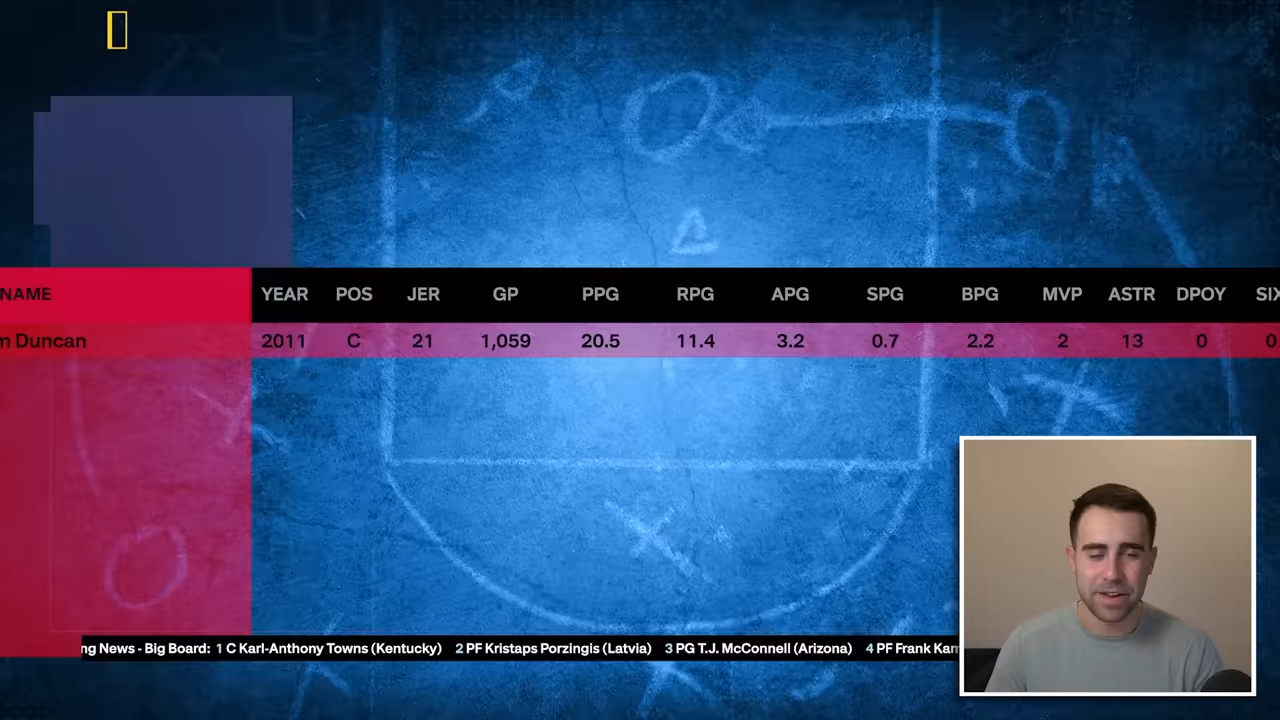 NAME YEAR POS JER GP PPG RPG APG SPG BPG MVP ASTR DPOY SIX
m Duncan 2011 C 21 1,059 20.5 11.4 3.2 0.7 2.2 2 13 0 0
ng News - Big Board: 1 C Karl-Anthony Towns (Kentucky) 2 PF Kristaps Porzingis (Latvia) 3 PG T.J. McConnell (Arizona) 4 PF Frank Kam